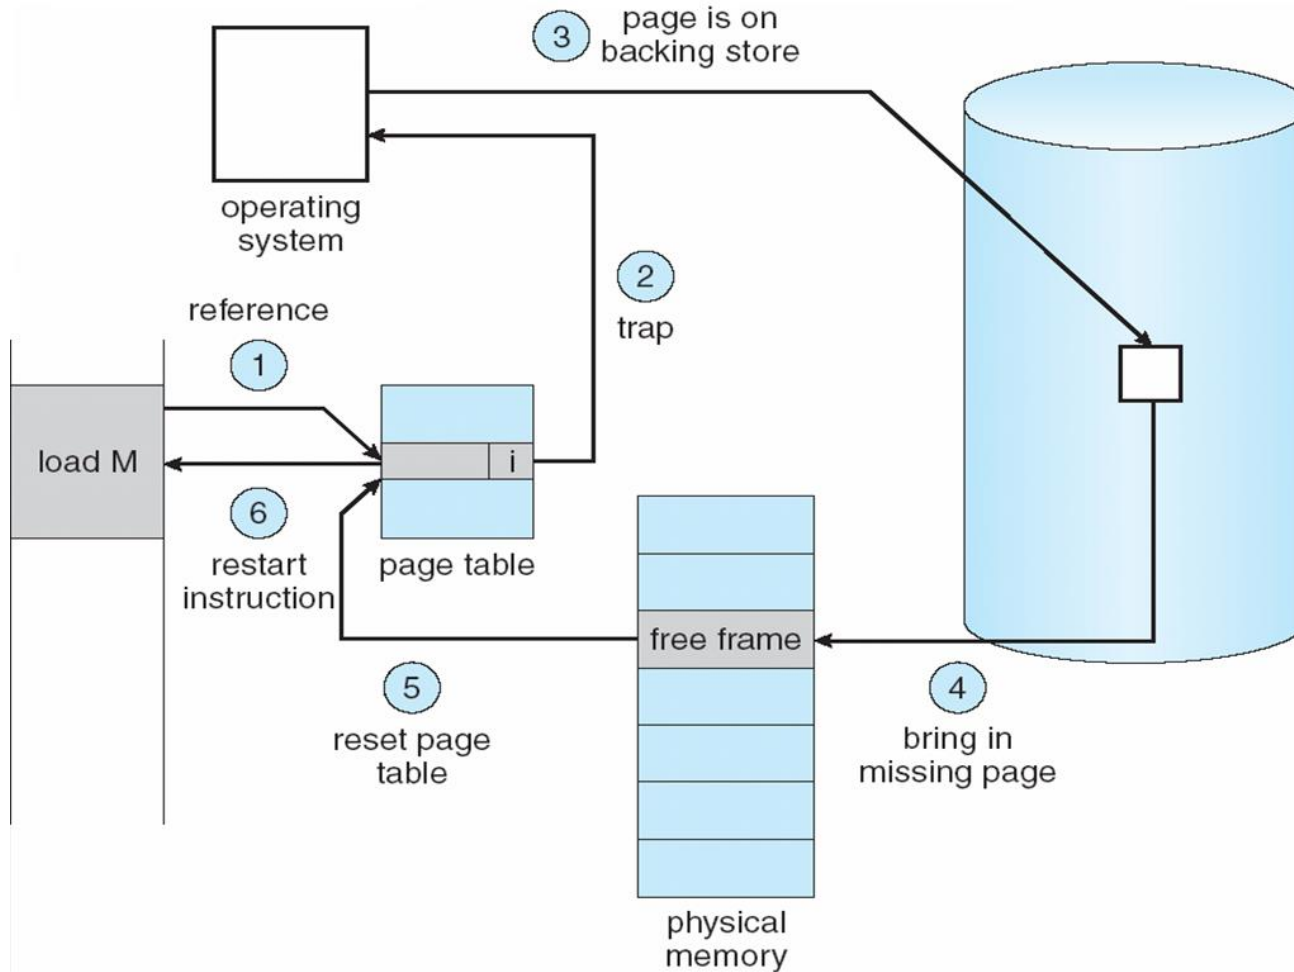 3
page is on
backing store
operating
system
2
trap
reference
1
load M
i
6
restart
instruction
page table
free frame
5
reset page
table
4
bring in
missing page
physical
memory